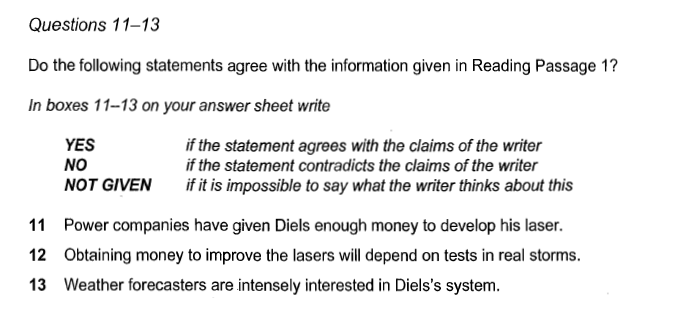 Questions 11–13
Do the following statements agree with the information given in Reading Passage 1?
In boxes 11–13 on your answer sheet write
YES if the statement agrees with the claims of the writer
NO if the statement contradicts the claims of the writer
NOT GIVEN if it is impossible to say what the writer thinks about this
11 Power companies have given Diels enough money to develop his laser.
12 Obtaining money to improve the lasers will depend on tests in real storms.
13 Weather forecasters are intensely interested in Diels's system.